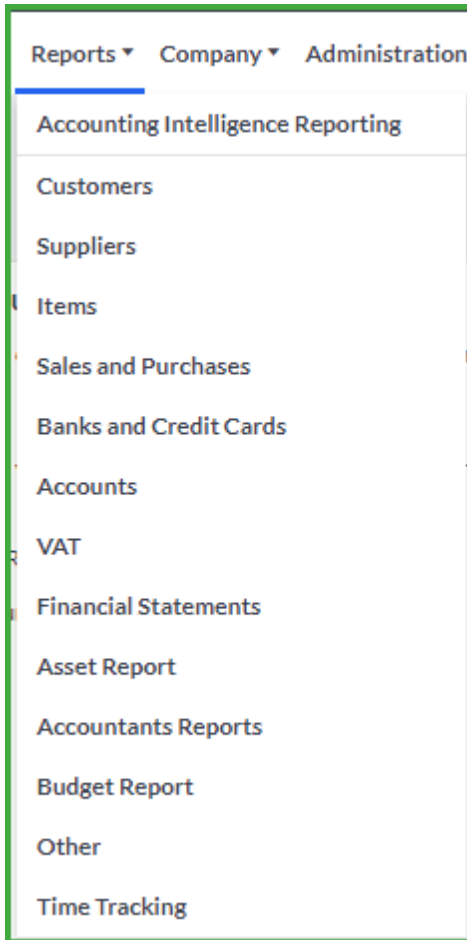 Reports Company Administration
Accounting Intelligence Reporting
Customers
Suppliers
Items
Sales and Purchases
Banks and Credit Cards
Accounts
VAT
Financial Statements
Asset Report
Accountants Reports
Budget Report
Other
Time Tracking